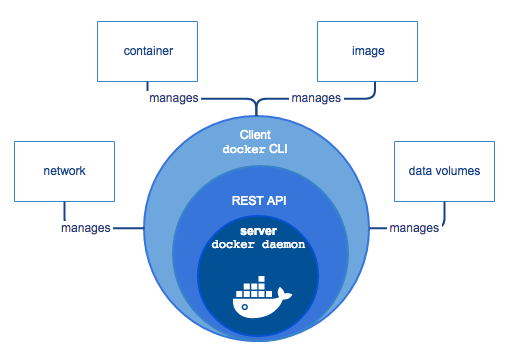 container
image
manages
manages
Client
docker CLI
network
data volumes
REST API
manages
server
docker daemon
manages